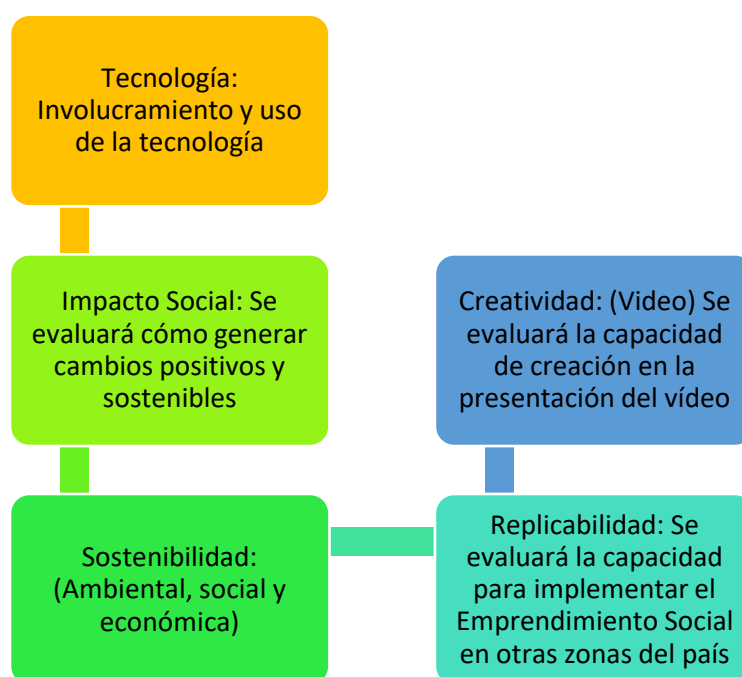 Tecnología:
Involucramiento y uso
de la tecnología
Impacto Social: Se
evaluará cómo generar
cambios positivos y
sostenibles
Sostenibilidad:
(Ambiental, social y
económica)
Replicabilidad: Se
evaluará la capacidad
para implementar el
Emprendimiento Social
en otras zonas del país
Creatividad: (Video) Se
evaluará la capacidad
de creación en la
presentación del vídeo